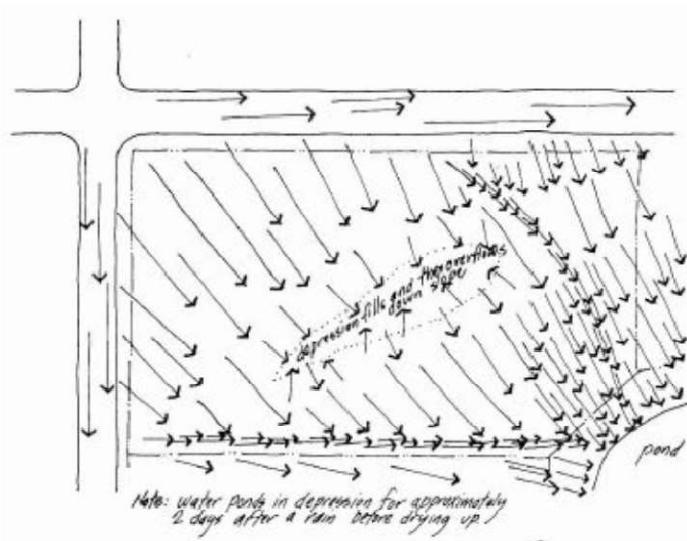 depression fills and then overflows
down slope
pond
Note: water ponds in depression for approximately
2 days after a rain before drying up.